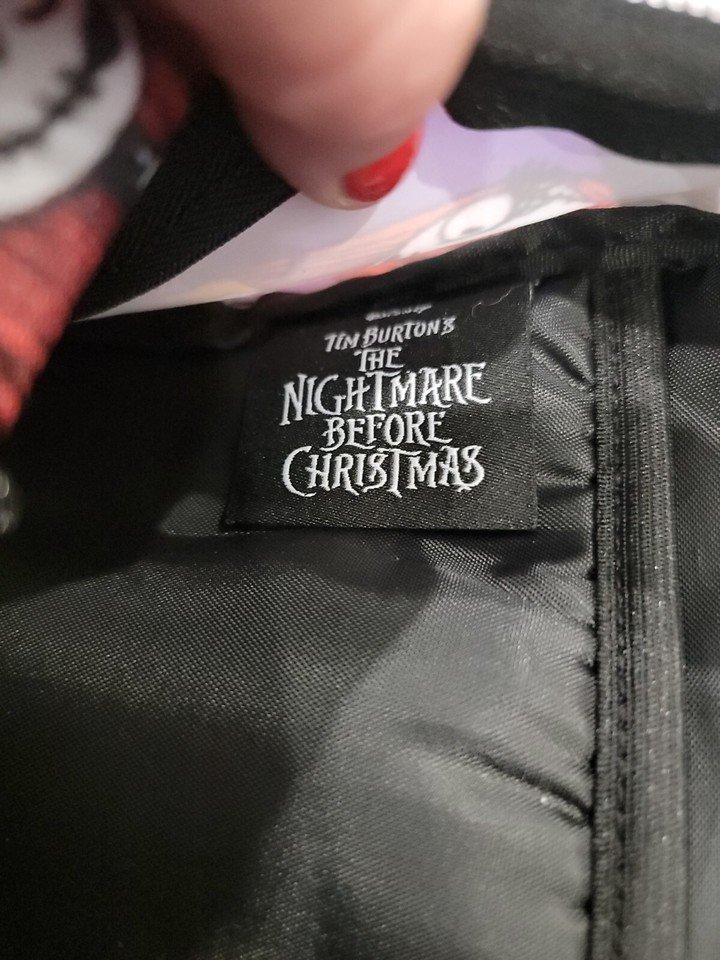 TIM BURTON'S
THE
NIGHTMARE
BEFORE
CHRISTMAS